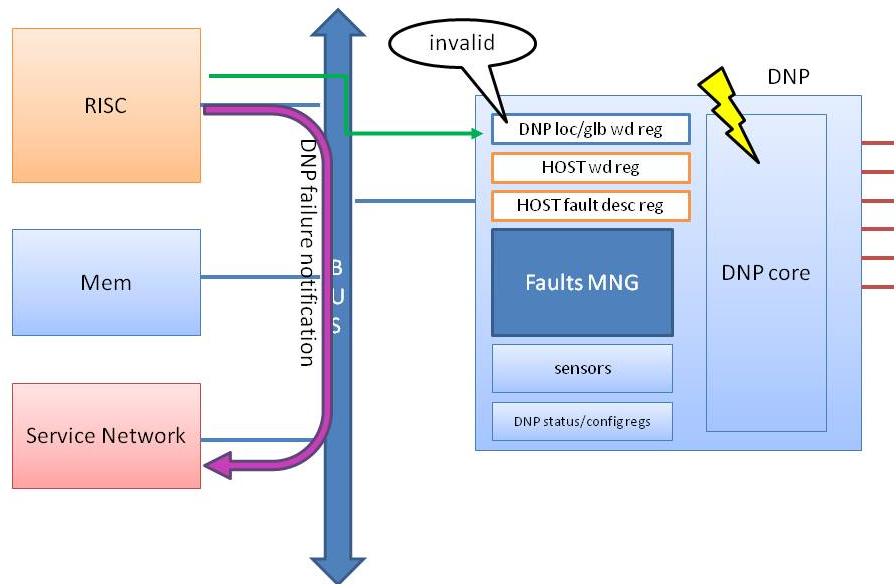 RISC
Mem
Service Network
DNP failure notification
BUS
invalid
DNP
DNP loc/glb wd reg
HOST wd reg
HOST fault desc reg
Faults MNG
sensors
DNP status/config regs
DNP core